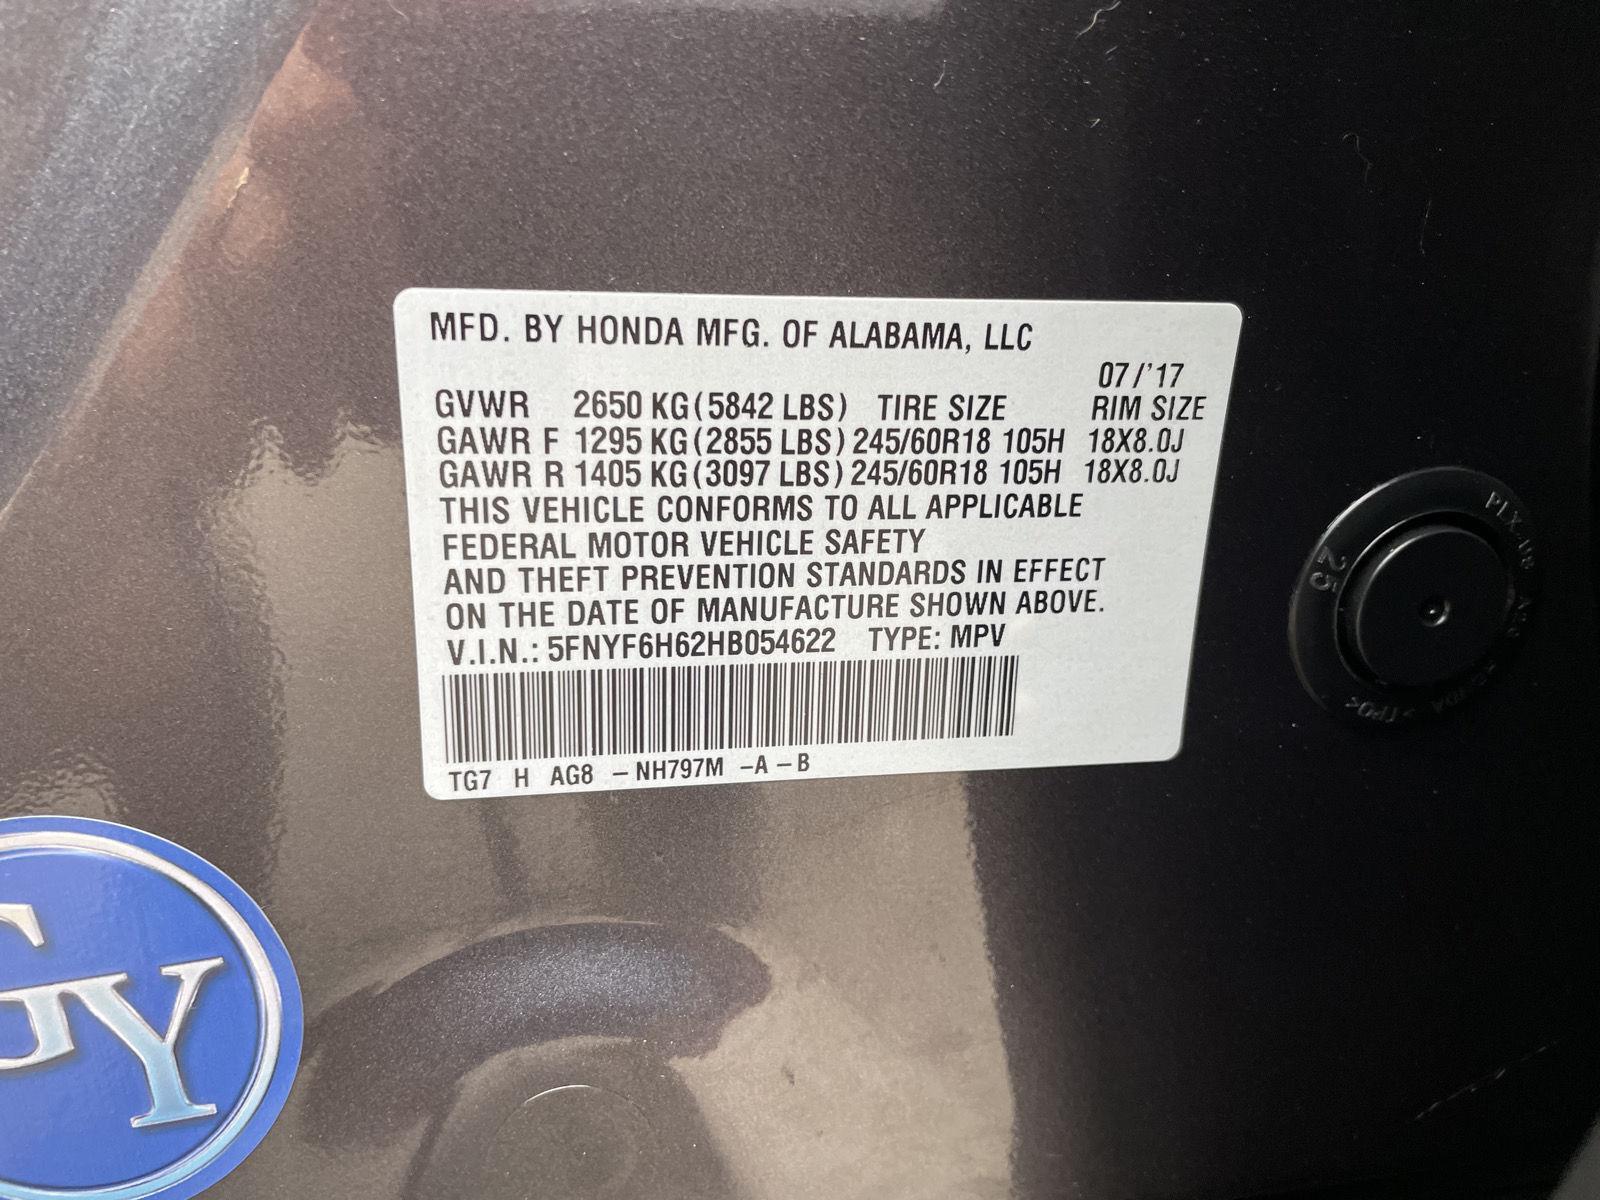 MFD. BY HONDA MFG. OF ALABAMA, LLC
07/'17
GVWR 2650 KG (5842 LBS) TIRE SIZE RIM SIZE
GAWR F 1295 KG (2855 LBS) 245/60R18 105H 18X8.0J
GAWR R 1405 KG (3097 LBS) 245/60R18 105H 18X8.0J
THIS VEHICLE CONFORMS TO ALL APPLICABLE
FEDERAL MOTOR VEHICLE SAFETY
AND THEFT PREVENTION STANDARDS IN EFFECT
ON THE DATE OF MANUFACTURE SHOWN ABOVE.
V.I.N.: 5FNYF6H62HB054622 TYPE: MPV
TG7 H AG8 -NH797M -A-B
25
GY